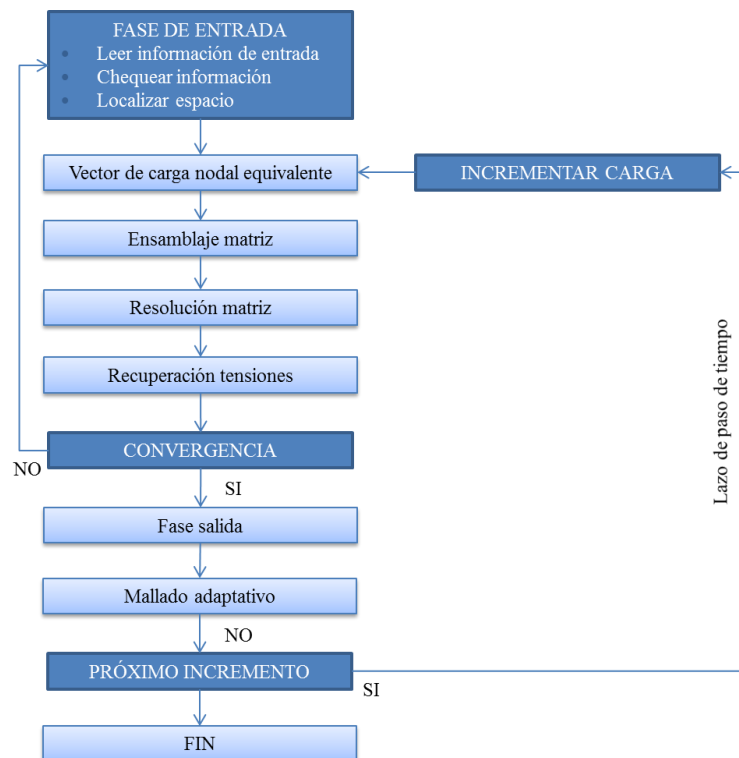 FASE DE ENTRADA
• Leer información de entrada
• Chequear información
• Localizar espacio
Vector de carga nodal equivalente
INCREMENTAR CARGA
Ensamblaje matriz
Resolución matriz
Recuperación tensiones
Lazo de paso de tiempo
CONVERGENCIA
NO
SI
Fase salida
Mallado adaptativo
NO
PRÓXIMO INCREMENTO
SI
FIN